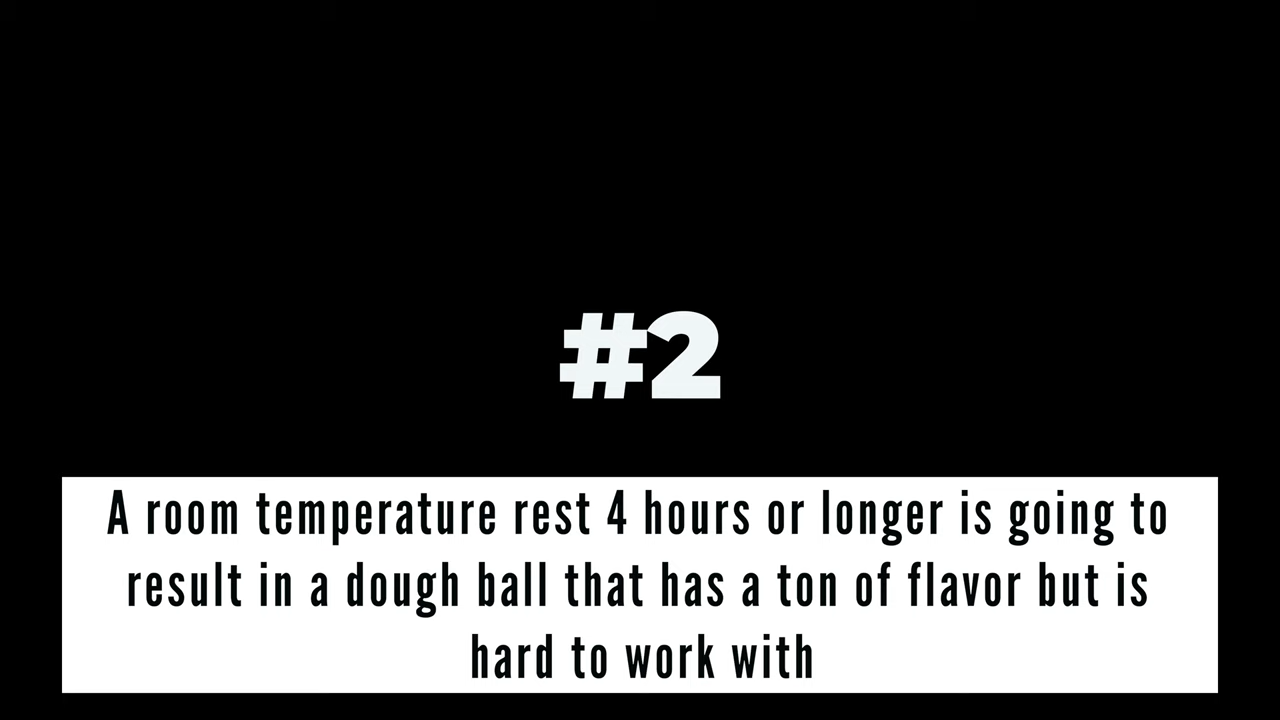 #2
A room temperature rest 4 hours or longer is going to
result in a dough ball that has a ton of flavor but is
hard to work with